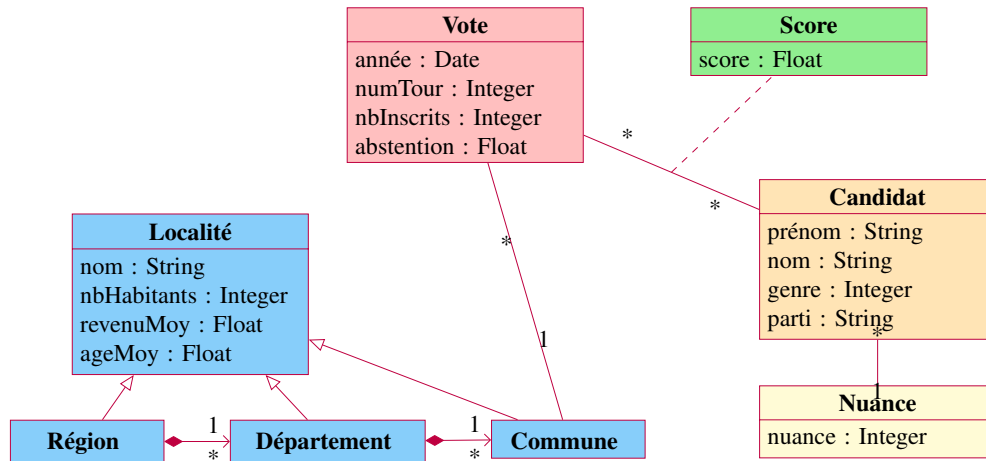 Vote
année : Date
numTour : Integer
nbInscrits : Integer
abstention : Float
Score
score : Float
*
*
Candidat
prénom : String
nom : String
genre : Integer
parti : String
*
1
Nuance
nuance : Integer
*
1
Localité
nom : String
nbHabitants : Integer
revenuMoy : Float
ageMoy : Float
Région
1
*
Département
1
*
Commune